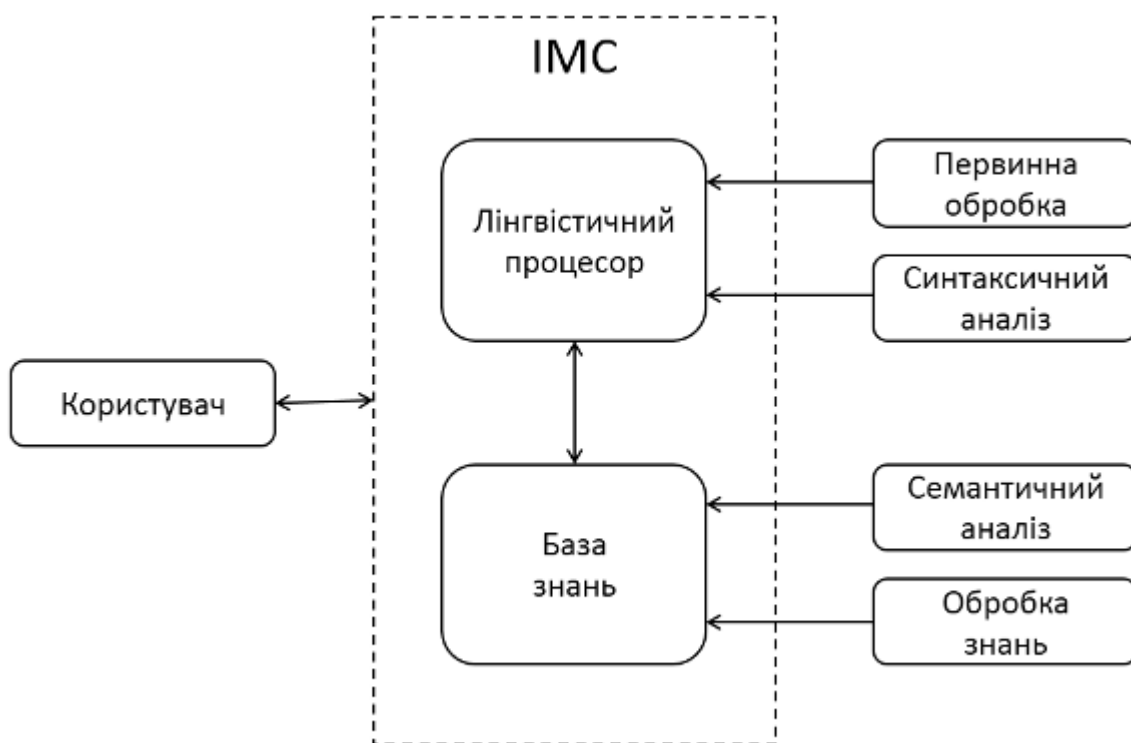 ІМС
Лінгвістичний
процесор
Первинна
обробка
Синтаксичний
аналіз
Користувач
База
знань
Семантичний
аналіз
Обробка
знань